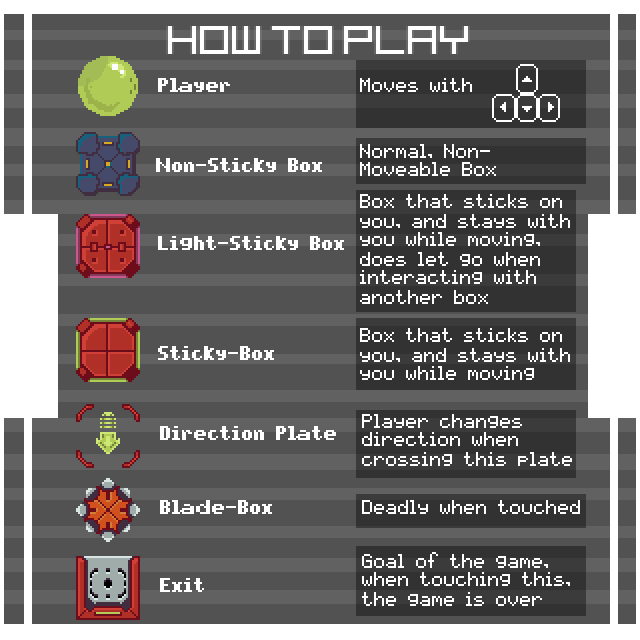 HOW TO PLAY
Player
Moves with
Non-Sticky Box
Normal, Non-
Moveable Box
Light-Sticky Box
Box that sticks on
you, and stays with
you while moving,
does let go when
interacting with
another box
Sticky-Box
Box that sticks on
you, and stays with
you while moving
Direction Plate
Player changes
direction when
crossing this plate
Blade-Box
Deadly when touched
Exit
Goal of the game,
when touching this,
the game is over